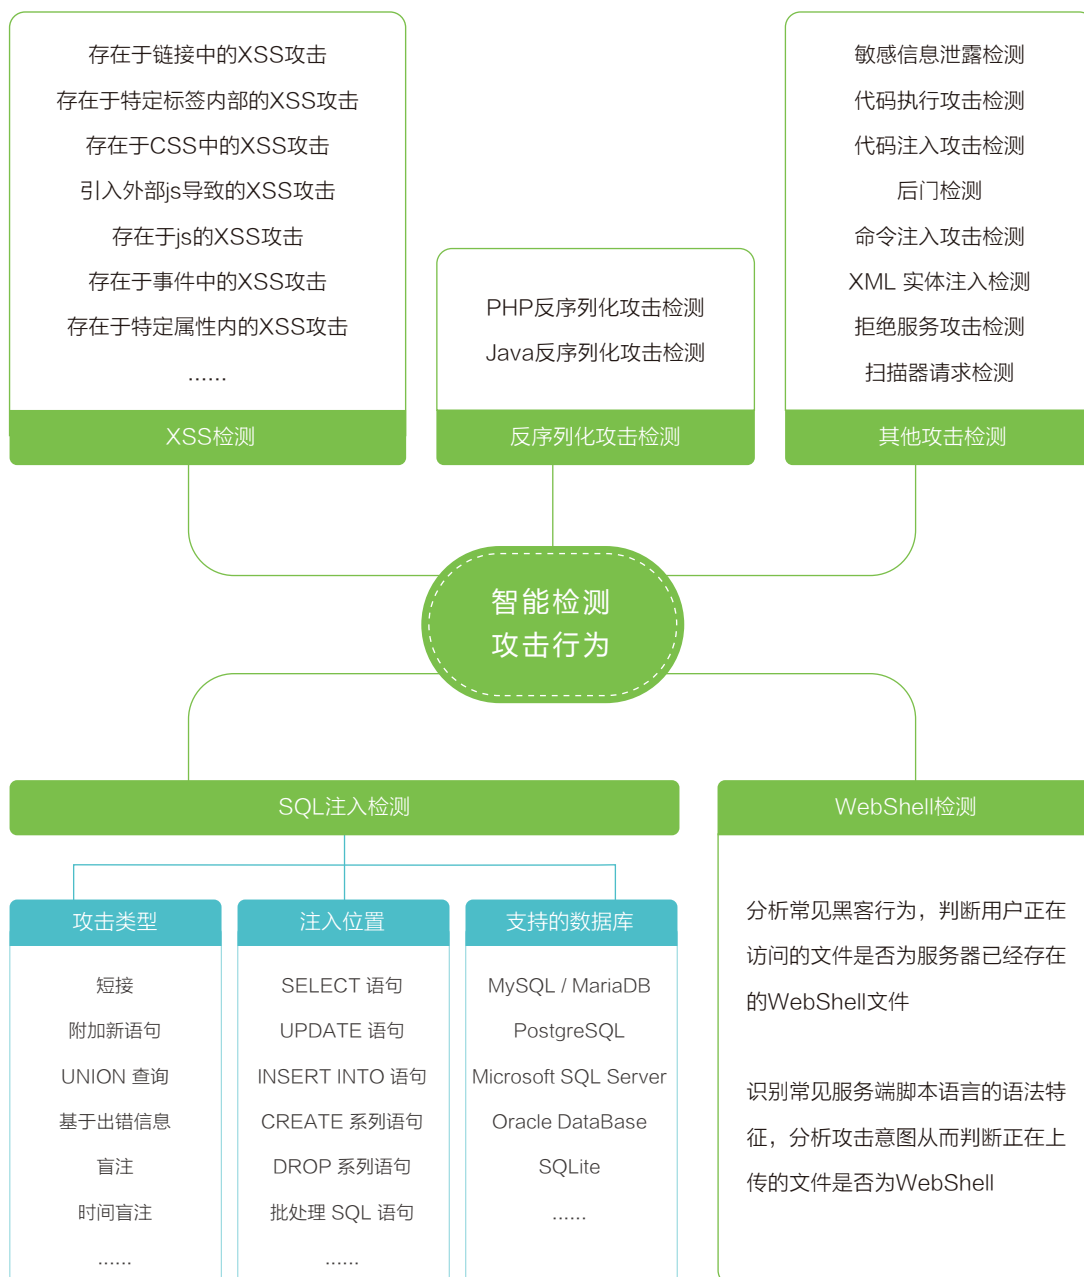 存在于链接中的XSS攻击
存在于特定标签内部的XSS攻击
存在于CSS中的XSS攻击
引入外部js导致的XSS攻击
存在于js的XSS攻击
存在于事件中的XSS攻击
存在于特定属性内的XSS攻击
......
XSS检测
PHP反序列化攻击检测
Java反序列化攻击检测
反序列化攻击检测
敏感信息泄露检测
代码执行攻击检测
代码注入攻击检测
后门检测
命令注入攻击检测
XML 实体注入检测
拒绝服务攻击检测
扫描器请求检测
其他攻击检测
智能检测
攻击行为
SQL注入检测
攻击类型
短接
附加新语句
UNION 查询
基于出错信息
盲注
时间盲注
......
注入位置
SELECT 语句
UPDATE 语句
INSERT INTO 语句
CREATE 系列语句
DROP 系列语句
批处理 SQL 语句
......
支持的数据库
MySQL / MariaDB
PostgreSQL
Microsoft SQL Server
Oracle DataBase
SQLite
......
WebShell检测
分析常见黑客行为，判断用户正在
访问的文件是否为服务器已经存在
的WebShell文件
识别常见服务端脚本语言的语法特
征，分析攻击意图从而判断正在上
传的文件是否为WebShell